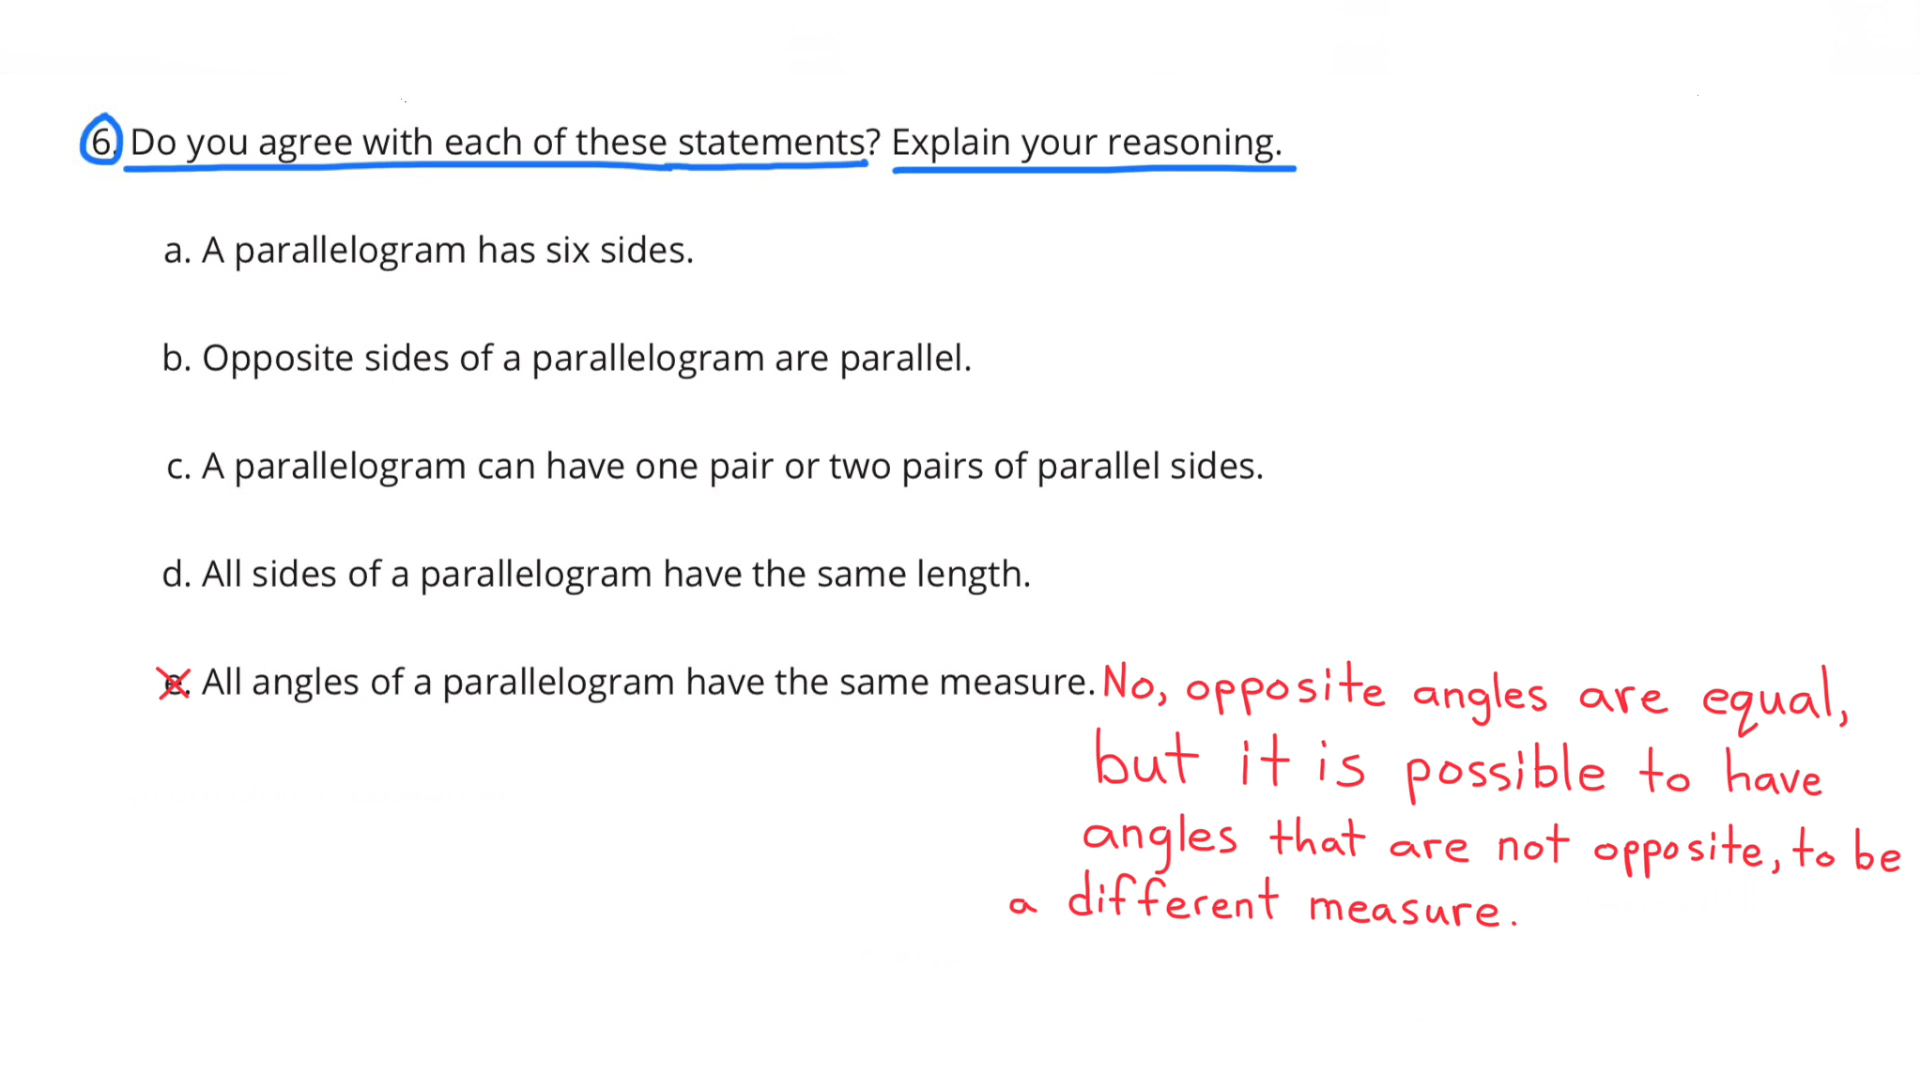 6. Do you agree with each of these statements? Explain your reasoning.
a. A parallelogram has six sides.
b. Opposite sides of a parallelogram are parallel.
c. A parallelogram can have one pair or two pairs of parallel sides.
d. All sides of a parallelogram have the same length.
e. All angles of a parallelogram have the same measure. No, opposite angles are equal,
but it is possible to have
angles that are not opposite, to be
a different measure.